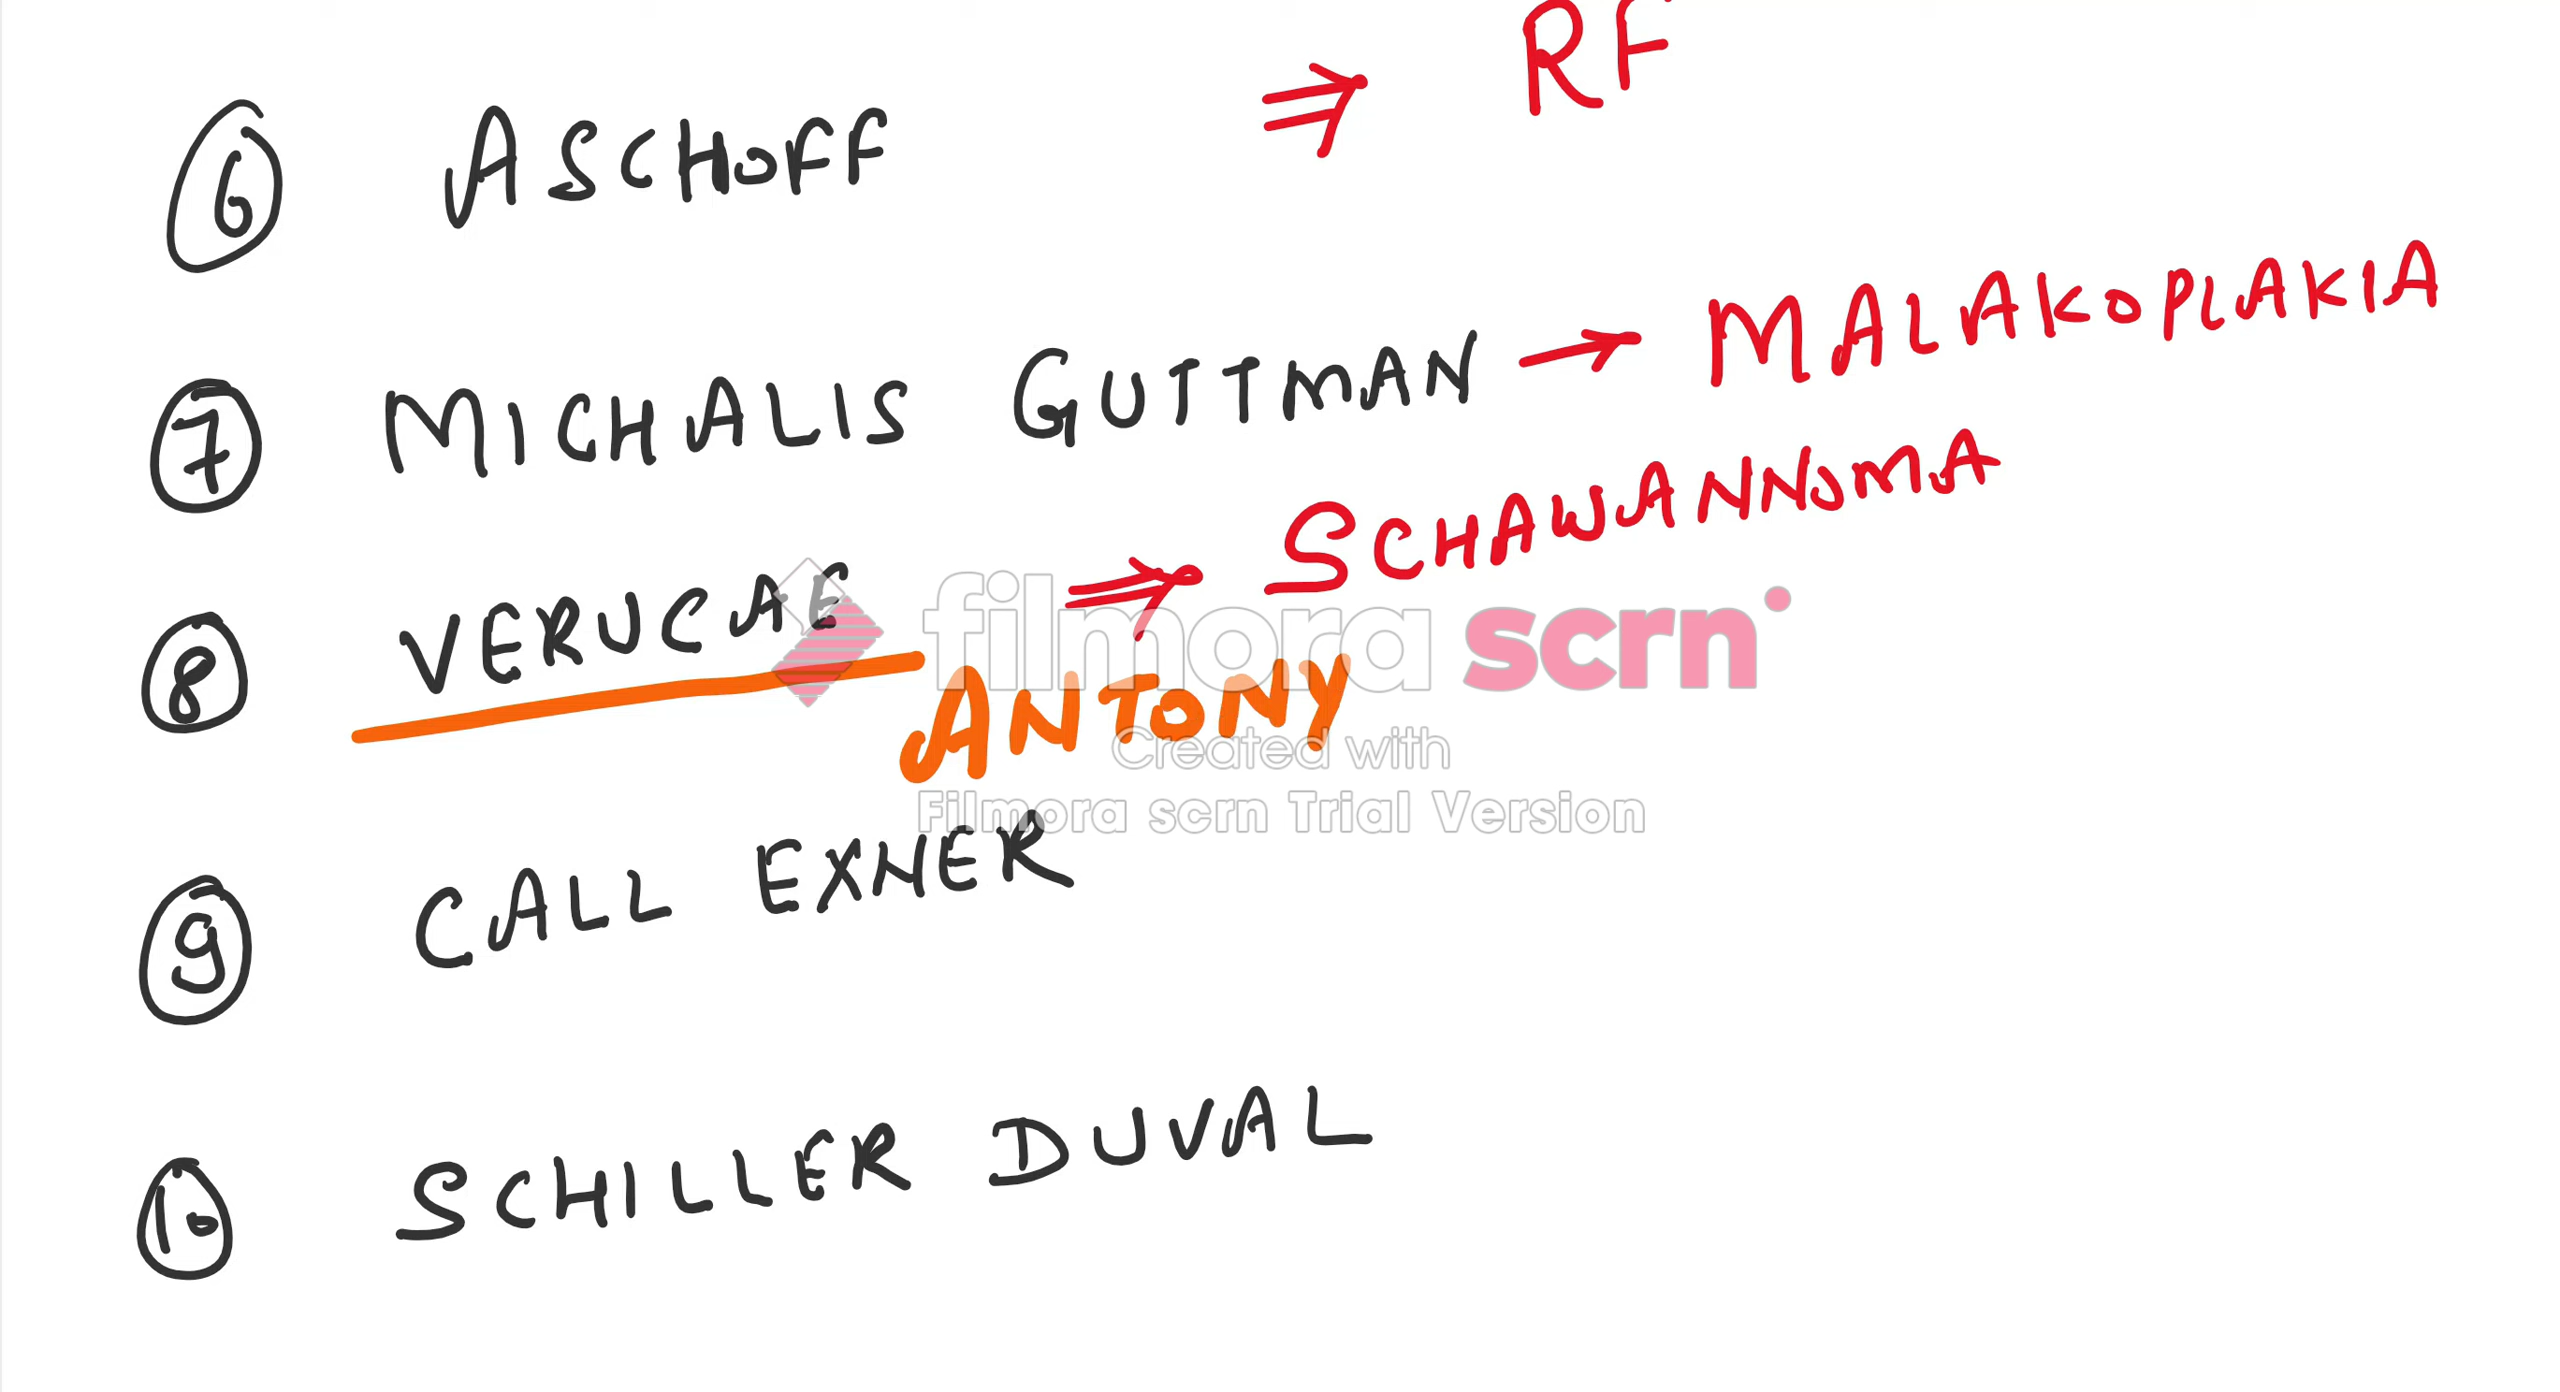 6 ASCHOFF ⇒ RF
7 MICHALIS GUTTMAN → MALAKOPLAKIA
8 VERUCAE ⇒ SCHAWANNOMA
ANTONY
filmora scrn
Created with
Filmora scrn Trial Version
9 CALL EXNER
10 SCHILLER DUVAL